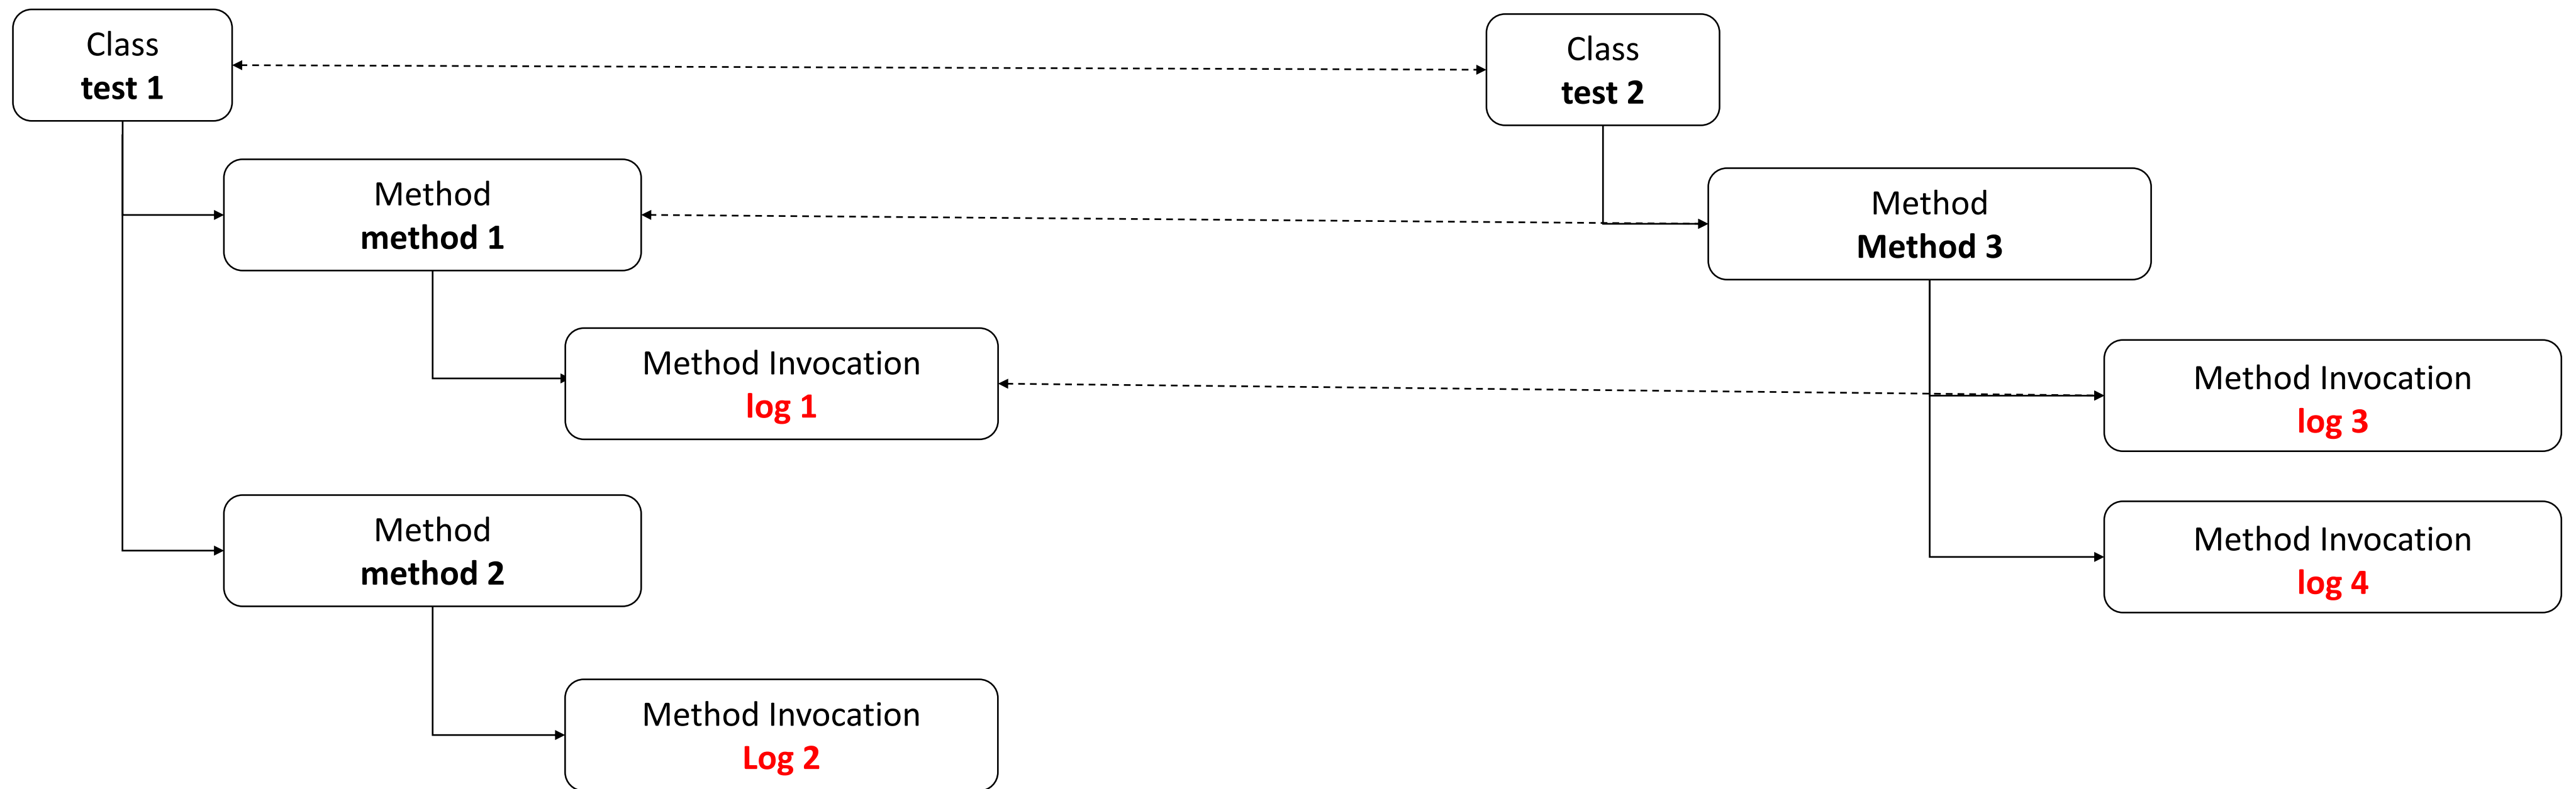 Class
test 1
Class
test 2
Method
method 1
Method
Method 3
Method Invocation
log 1
Method Invocation
log 3
Method
method 2
Method Invocation
log 4
Method Invocation
Log 2